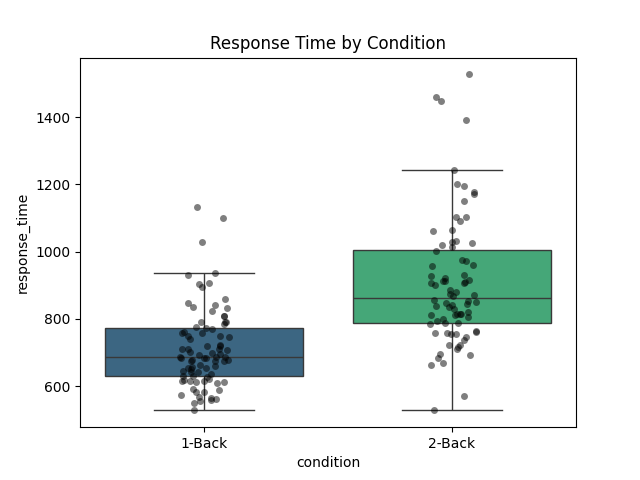 Response Time by Condition
response_time
1400
1200
1000
800
600
1-Back
2-Back
condition